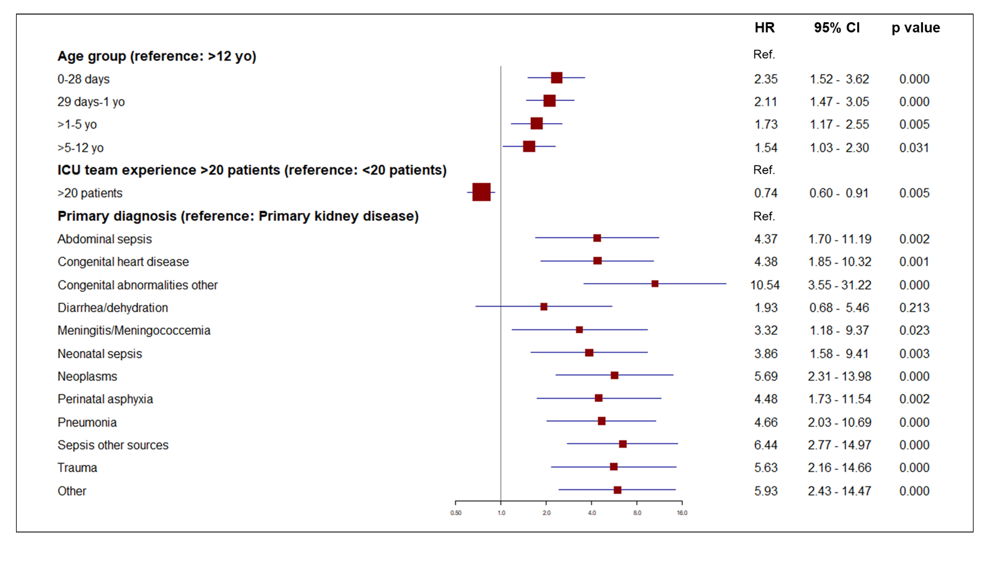 HR 95% CI p value
Age group (reference: >12 yo) Ref.
0-28 days 2.35 1.52 - 3.62 0.000
29 days-1 yo 2.11 1.47 - 3.05 0.000
>1-5 yo 1.73 1.17 - 2.55 0.005
>5-12 yo 1.54 1.03 - 2.30 0.031
ICU team experience >20 patients (reference: <20 patients) Ref.
>20 patients 0.74 0.60 - 0.91 0.005
Primary diagnosis (reference: Primary kidney disease) Ref.
Abdominal sepsis 4.37 1.70 - 11.19 0.002
Congenital heart disease 4.38 1.85 - 10.32 0.001
Congenital abnormalities other 10.54 3.55 - 31.22 0.000
Diarrhea/dehydration 1.93 0.68 - 5.46 0.213
Meningitis/Meningococcemia 3.32 1.18 - 9.37 0.023
Neonatal sepsis 3.86 1.58 - 9.41 0.003
Neoplasms 5.69 2.31 - 13.98 0.000
Perinatal asphyxia 4.48 1.73 - 11.54 0.002
Pneumonia 4.66 2.03 - 10.69 0.000
Sepsis other sources 6.44 2.77 - 14.97 0.000
Trauma 5.63 2.16 - 14.66 0.000
Other 5.93 2.43 - 14.47 0.000
0.50 1.0 2.0 4.0 8.0 16.0